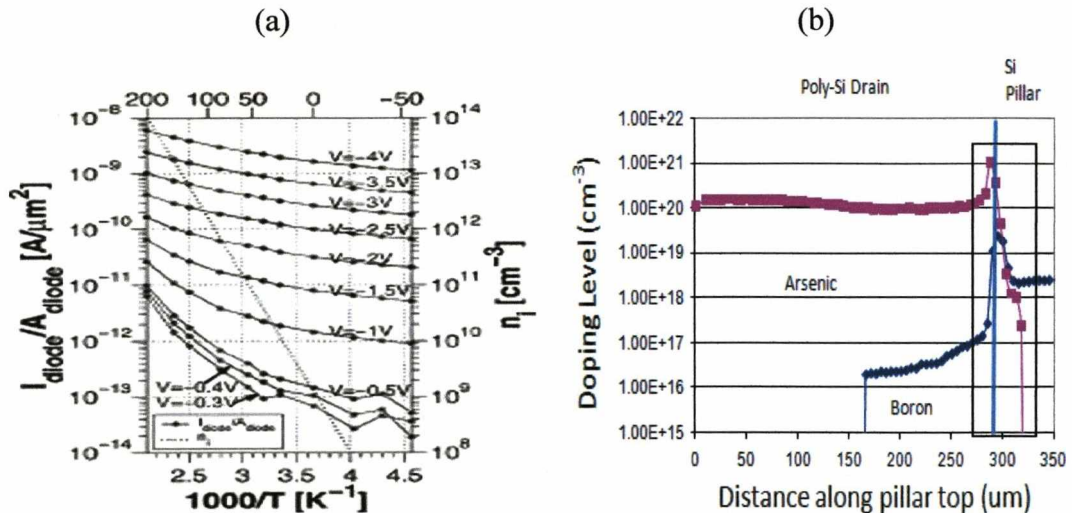 (a)
(b)
200 100 50 0 -50
10^-8
10^-9
10^-10
10^-11
10^-12
10^-13
10^-14
I_diode/A_diode [A/μm^2]
V=-4V
V=-3.5V
V=-3V
V=-2.5V
V=-2V
V=-1.5V
V=-1V
V=-0.5V
V=-0.4V
V=-0.3V
I_diode/A_diode
n_i
10^14
10^13
10^12
10^11
10^10
10^9
10^8
n_i [cm^-3]
2.5 3 3.5 4 4.5
1000/T [K^-1]
Poly-Si Drain
Si
Pillar
Doping Level (cm^-3)
1.00E+22
1.00E+21
1.00E+20
1.00E+19
1.00E+18
1.00E+17
1.00E+16
1.00E+15
Arsenic
Boron
0 50 100 150 200 250 300 350
Distance along pillar top (um)